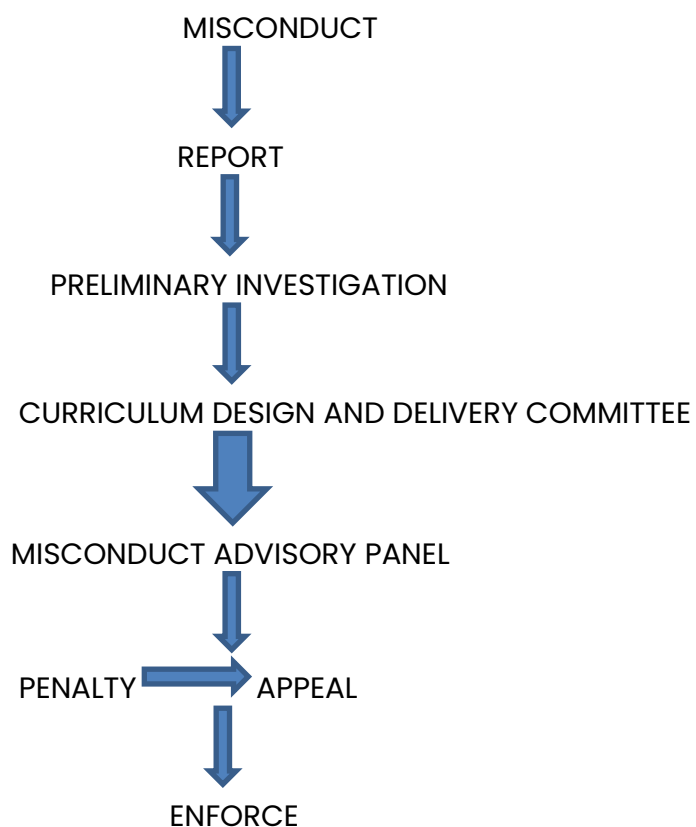 MISCONDUCT
REPORT
PRELIMINARY INVESTIGATION
CURRICULUM DESIGN AND DELIVERY COMMITTEE
MISCONDUCT ADVISORY PANEL
PENALTY APPEAL
ENFORCE